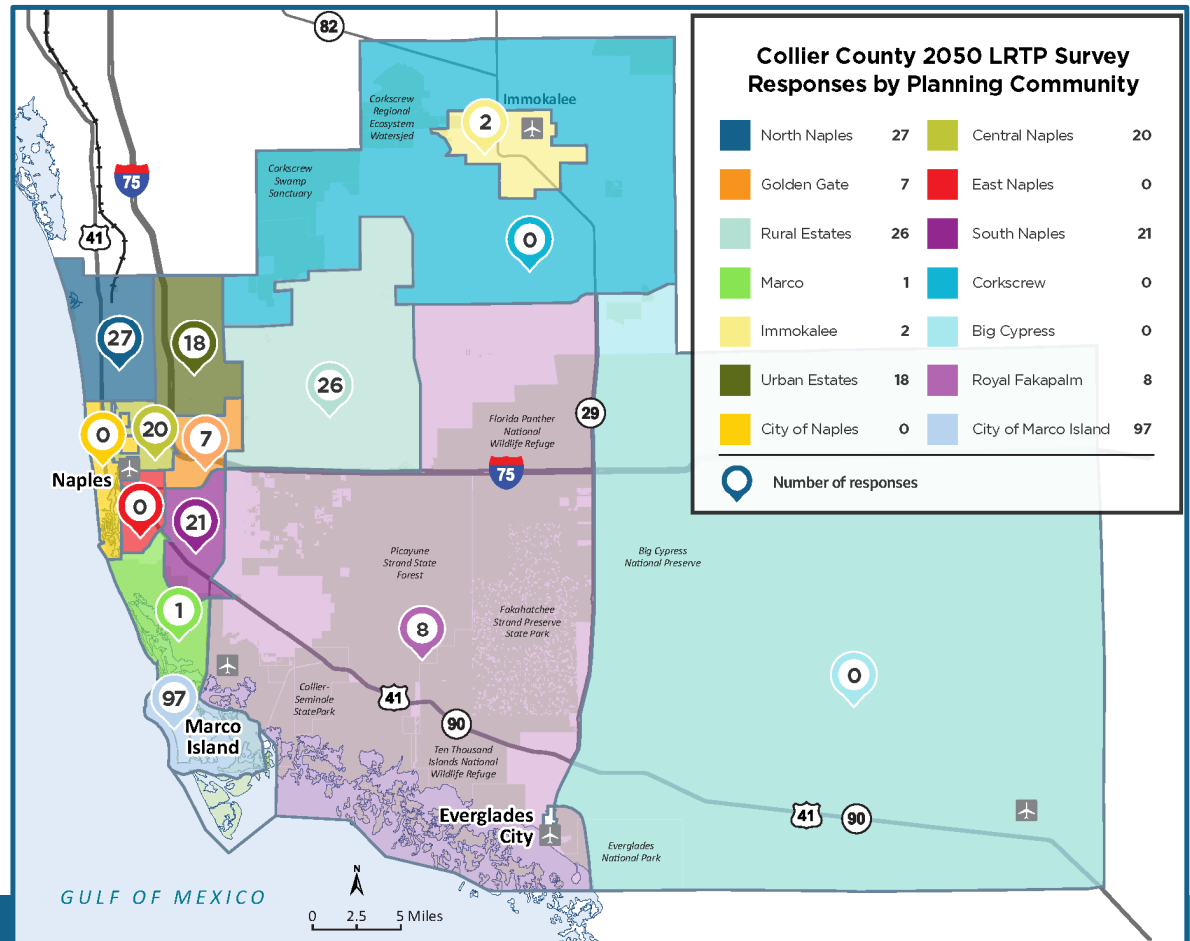 Collier County 2050 LRTP Survey
Responses by Planning Community
North Naples 27
Central Naples 20
Golden Gate 7
East Naples 0
Rural Estates 26
South Naples 21
Marco 1
Corkscrew 0
Immokalee 2
Big Cypress 0
Urban Estates 18
Royal Fakapalm 8
City of Naples 0
City of Marco Island 97
Number of responses
82
Corkscrew
Regional
Ecosystem
Watersjed
Immokalee
2
Corkscrew
Swamp
Sanctuary
75
41
0
27
18
26
29
Florida Panther
National
Wildlife Refuge
0
20
7
75
Naples
0
21
Picayune
Strand State
Forest
Big Cypress
National Preserve
1
8
Fakahatchee
Strand Preserve
State Park
0
97
Marco
Island
Collier-
Seminole
StatePark
41
90
Ten Thousand
Islands National
Wildlife Refuge
Everglades
City
41
90
Everglades
National Park
GULF OF MEXICO
N
0 2.5 5 Miles